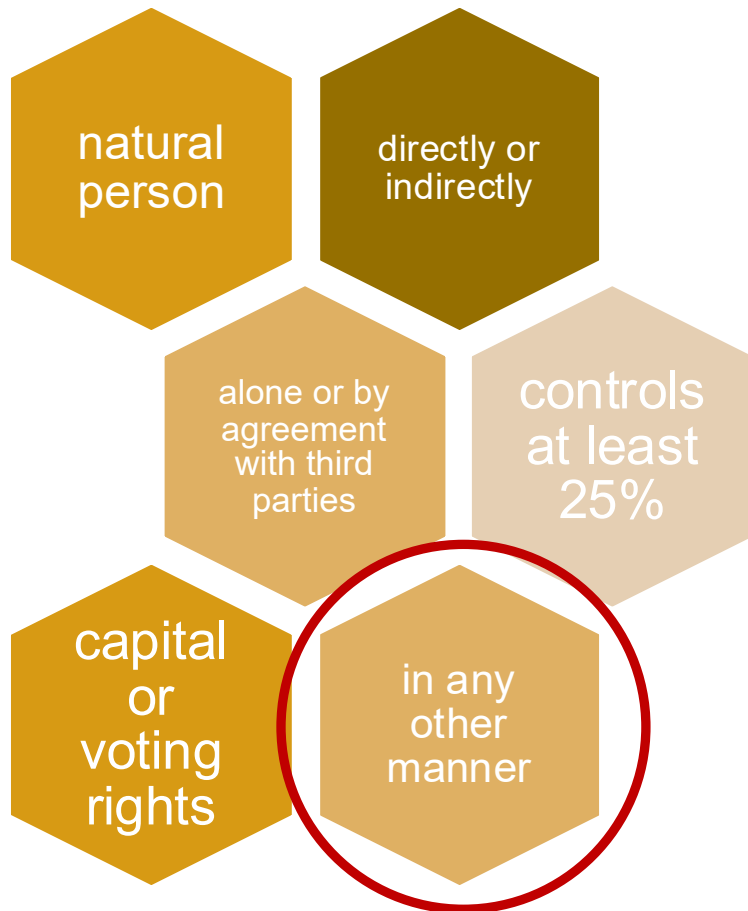 natural
person
directly or
indirectly
alone or by
agreement
with third
parties
controls
at least
25%
capital
or
voting
rights
in any
other
manner